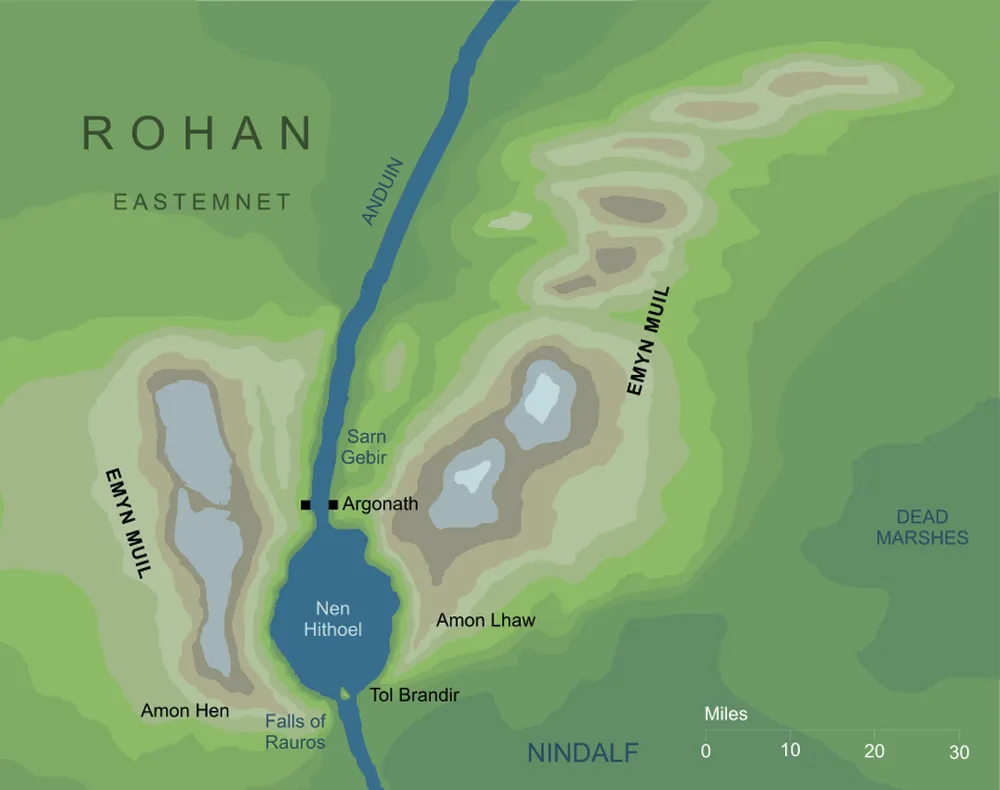 ROHAN
EASTEMNET
ANDUIN
EMYN MUIL
Sarn
Gebir
Argonath
EMYN MUIL
DEAD
MARSHES
Nen
Hithoel
Amon Lhaw
Tol Brandir
Amon Hen
Falls of
Rauros
NINDALF
Miles
0 10 20 30